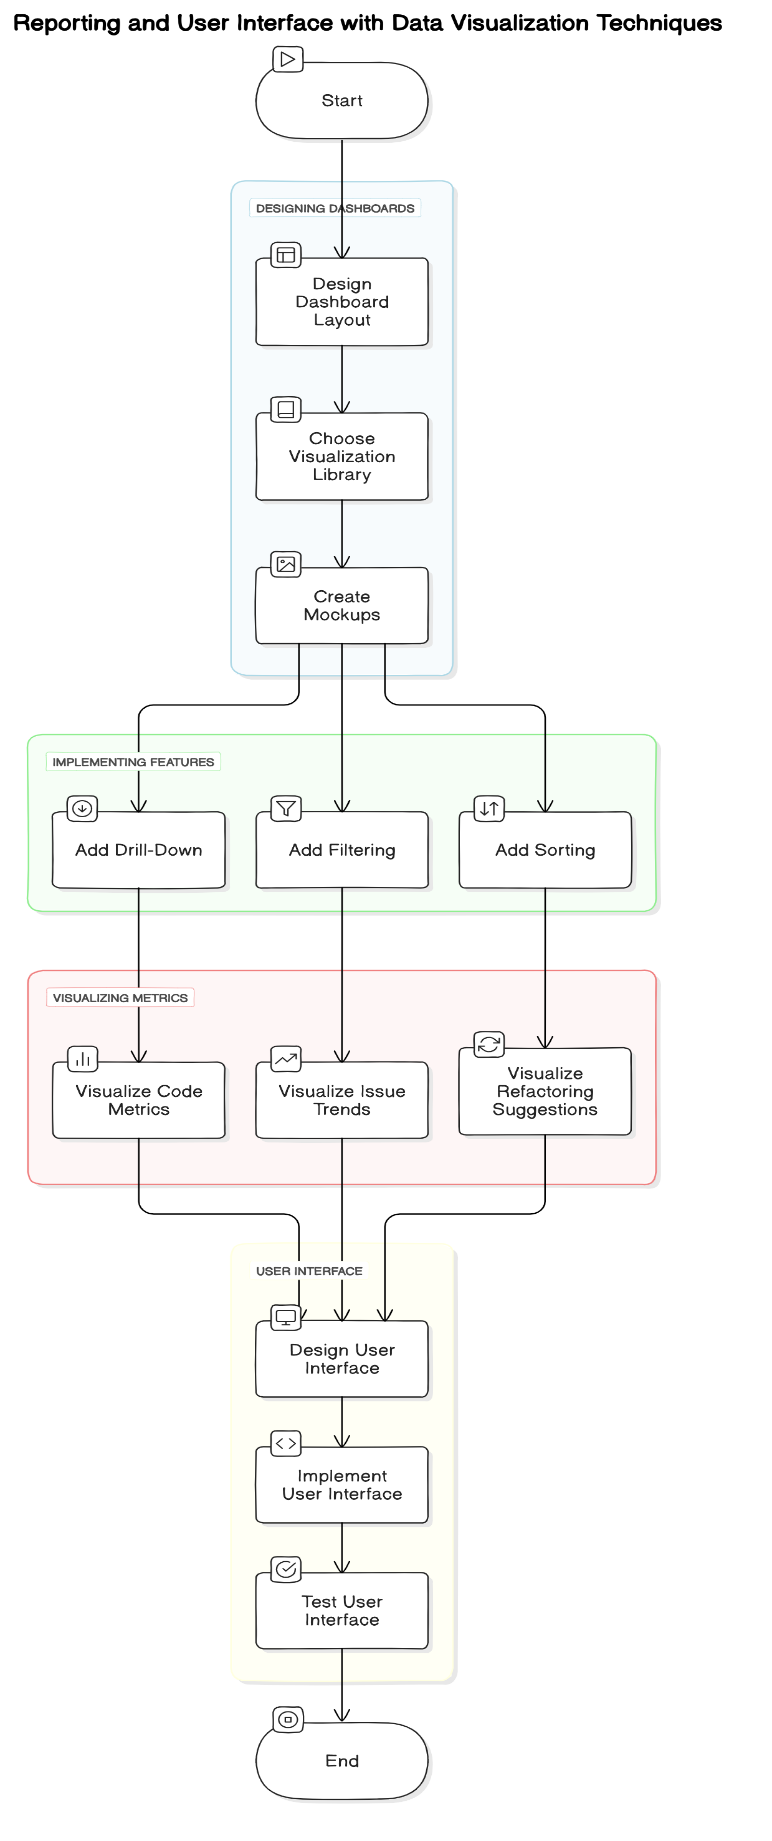 Reporting and User Interface with Data Visualization Techniques
Start
DESIGNING DASHBOARDS
Design
Dashboard
Layout
Choose
Visualization
Library
Create
Mockups
IMPLEMENTING FEATURES
Add Drill-Down
Add Filtering
Add Sorting
VISUALIZING METRICS
Visualize Code
Metrics
Visualize Issue
Trends
Visualize
Refactoring
Suggestions
USER INTERFACE
Design User
Interface
Implement
User Interface
Test User
Interface
End